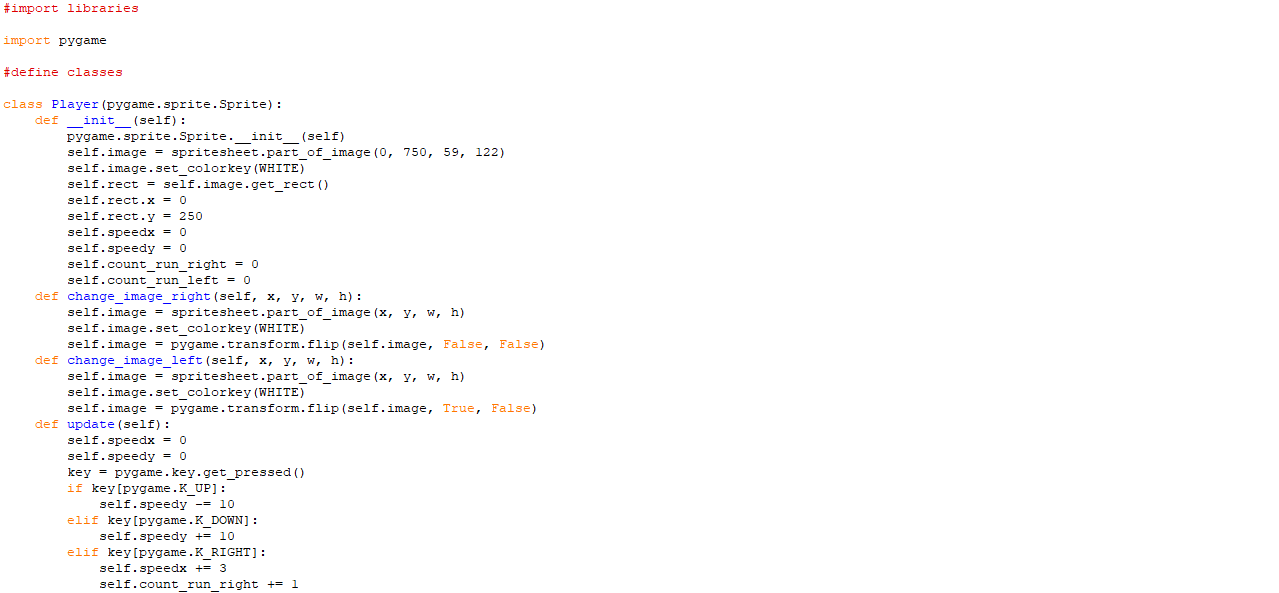 #import libraries
import pygame
#define classes
class Player(pygame.sprite.Sprite):
    def __init__(self):
        pygame.sprite.Sprite.__init__(self)
        self.image = spritesheet.part_of_image(0, 750, 59, 122)
        self.image.set_colorkey(WHITE)
        self.rect = self.image.get_rect()
        self.rect.x = 0
        self.rect.y = 250
        self.speedx = 0
        self.speedy = 0
        self.count_run_right = 0
        self.count_run_left = 0
    def change_image_right(self, x, y, w, h):
        self.image = spritesheet.part_of_image(x, y, w, h)
        self.image.set_colorkey(WHITE)
        self.image = pygame.transform.flip(self.image, False, False)
    def change_image_left(self, x, y, w, h):
        self.image = spritesheet.part_of_image(x, y, w, h)
        self.image.set_colorkey(WHITE)
        self.image = pygame.transform.flip(self.image, True, False)
    def update(self):
        self.speedx = 0
        self.speedy = 0
        key = pygame.key.get_pressed()
        if key[pygame.K_UP]:
            self.speedy -= 10
        elif key[pygame.K_DOWN]:
            self.speedy += 10
        elif key[pygame.K_RIGHT]:
            self.speedx += 3
            self.count_run_right += 1